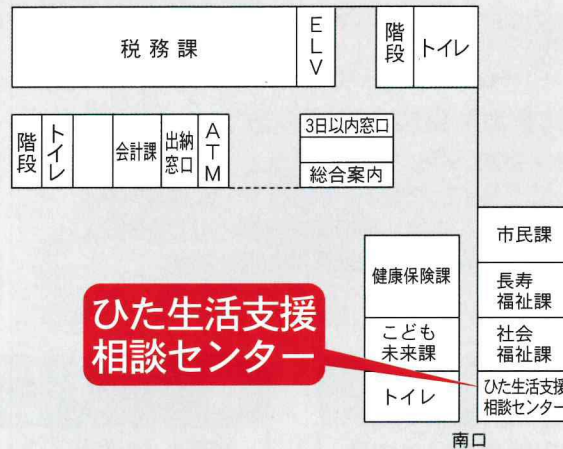 税務課
ELV
階段
トイレ
階段
トイレ
会計課
出納
窓口
ATM
3日以内窓口
総合案内
市民課
健康保険課
長寿
福祉課
こども
未来課
社会
福祉課
トイレ
ひた生活支援
相談センター
ひた生活支援
相談センター
南口